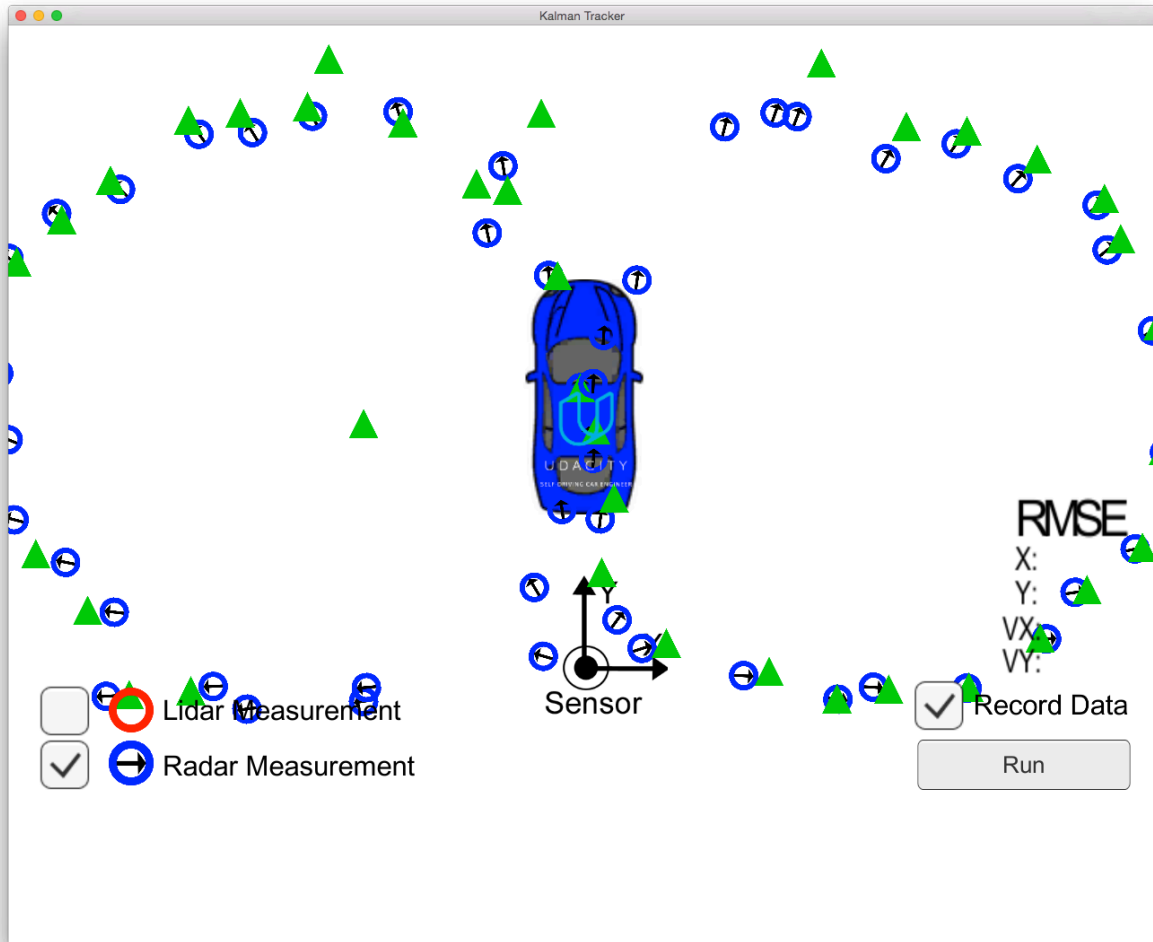 Kalman Tracker
UDACITY
SELF-DRIVING CAR ENGINEER
RMSE
X:
Y:
VX:
VY:
Y
Sensor
Lidar Measurement
Radar Measurement
Record Data
Run